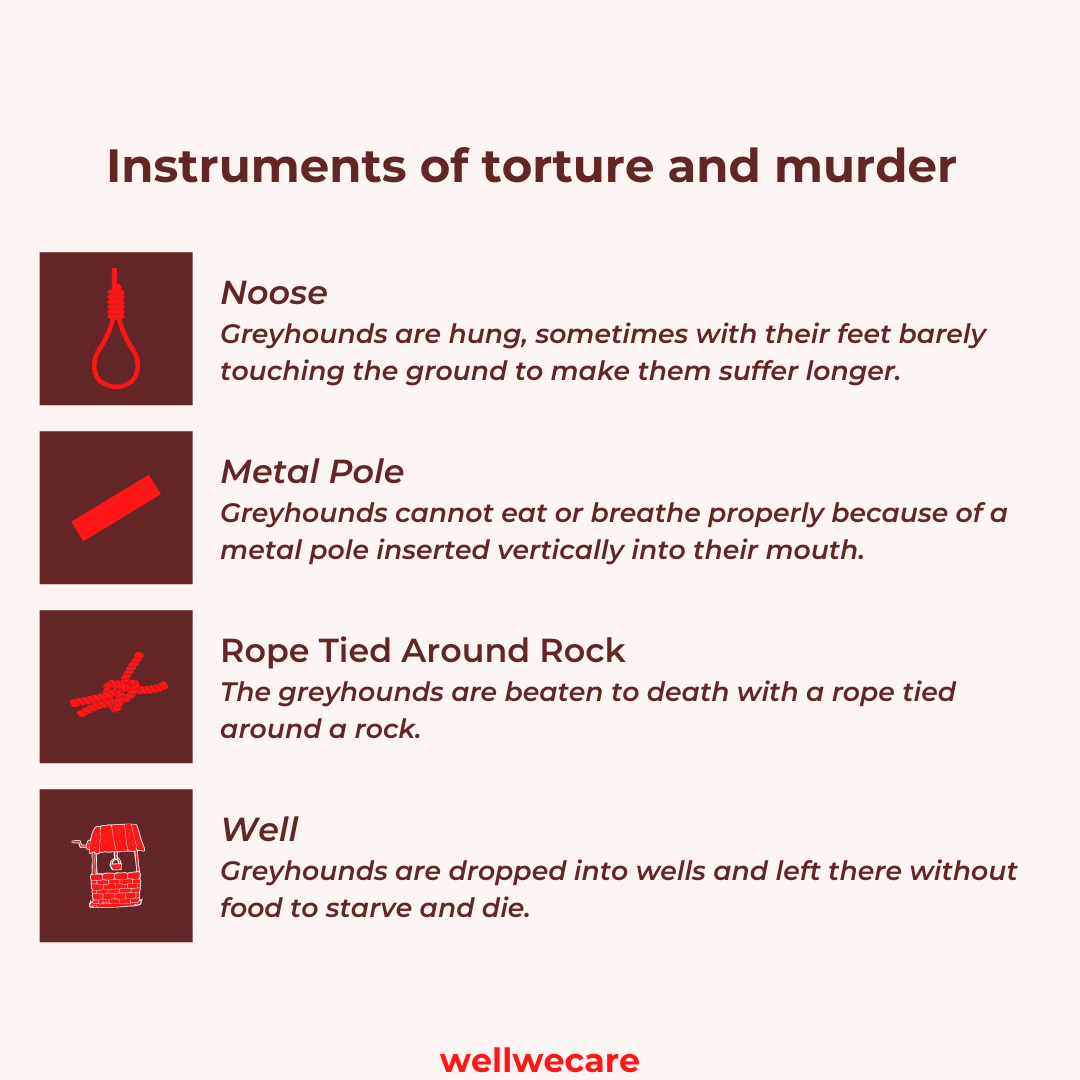 Instruments of torture and murder
Noose
Greyhounds are hung, sometimes with their feet barely
touching the ground to make them suffer longer.
Metal Pole
Greyhounds cannot eat or breathe properly because of a
metal pole inserted vertically into their mouth.
Rope Tied Around Rock
The greyhounds are beaten to death with a rope tied
around a rock.
Well
Greyhounds are dropped into wells and left there without
food to starve and die.
wellwecare